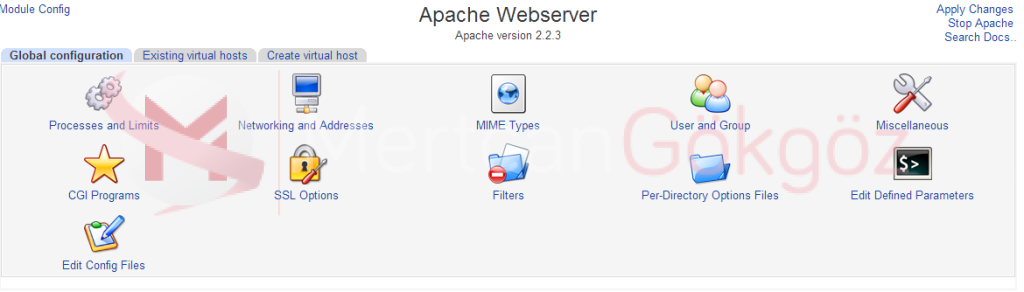 Module Config
Apache Webserver
Apache version 2.2.3
Apply Changes
Stop Apache
Search Docs..
Global configuration
Existing virtual hosts
Create virtual host
Processes and Limits
Networking and Addresses
MIME Types
User and Group
Miscellaneous
CGI Programs
SSL Options
Filters
Per-Directory Options Files
Edit Defined Parameters
Edit Config Files
$>
Mertcan Gökgöz